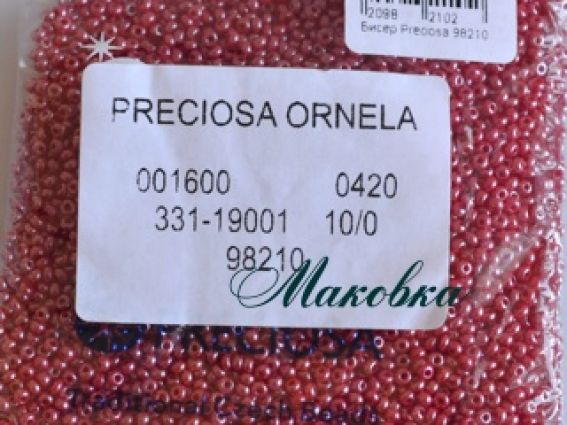 2098 2102
Бисер Preciosa 98210
PRECIOSA ORNELA
001600 0420
331-19001 10/0
98210
Маковка
PRECIOSA
Traditional Czech Beads